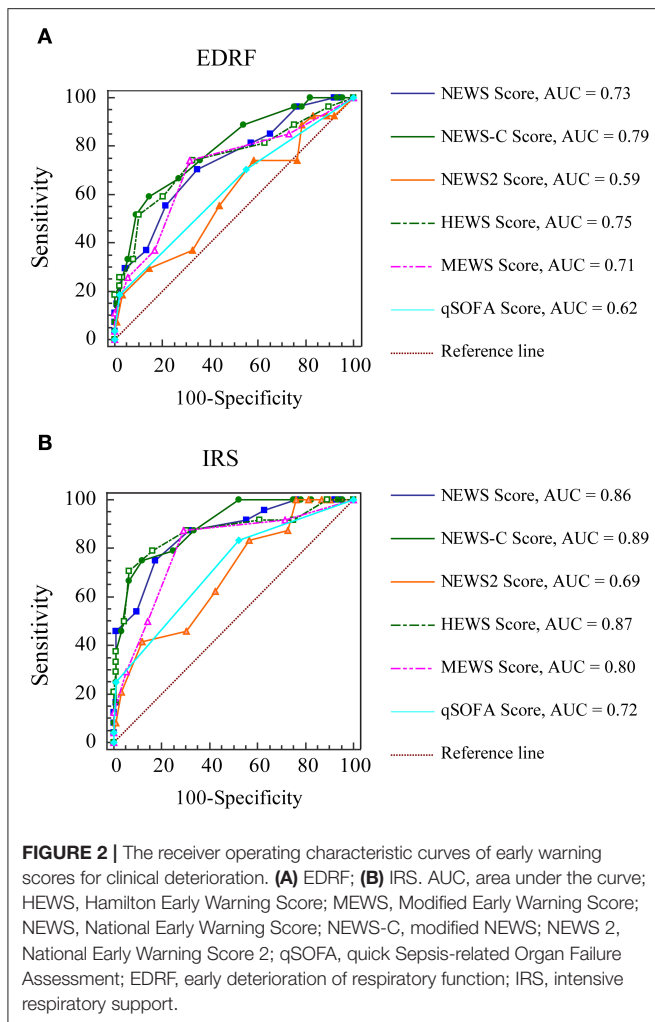 A
EDRF
100
80
60
40
20
0
Sensitivity
0 20 40 60 80 100
100-Specificity
NEWS Score, AUC = 0.73
NEWS-C Score, AUC = 0.79
NEWS2 Score, AUC = 0.59
HEWS Score, AUC = 0.75
MEWS Score, AUC = 0.71
qSOFA Score, AUC = 0.62
Reference line
B
IRS
100
80
60
40
20
0
Sensitivity
0 20 40 60 80 100
100-Specificity
NEWS Score, AUC = 0.86
NEWS-C Score, AUC = 0.89
NEWS2 Score, AUC = 0.69
HEWS Score, AUC = 0.87
MEWS Score, AUC = 0.80
qSOFA Score, AUC = 0.72
Reference line
FIGURE 2 | The receiver operating characteristic curves of early warning
scores for clinical deterioration. (A) EDRF; (B) IRS. AUC, area under the curve;
HEWS, Hamilton Early Warning Score; MEWS, Modified Early Warning Score;
NEWS, National Early Warning Score; NEWS-C, modified NEWS; NEWS 2,
National Early Warning Score 2; qSOFA, quick Sepsis-related Organ Failure
Assessment; EDRF, early deterioration of respiratory function; IRS, intensive
respiratory support.